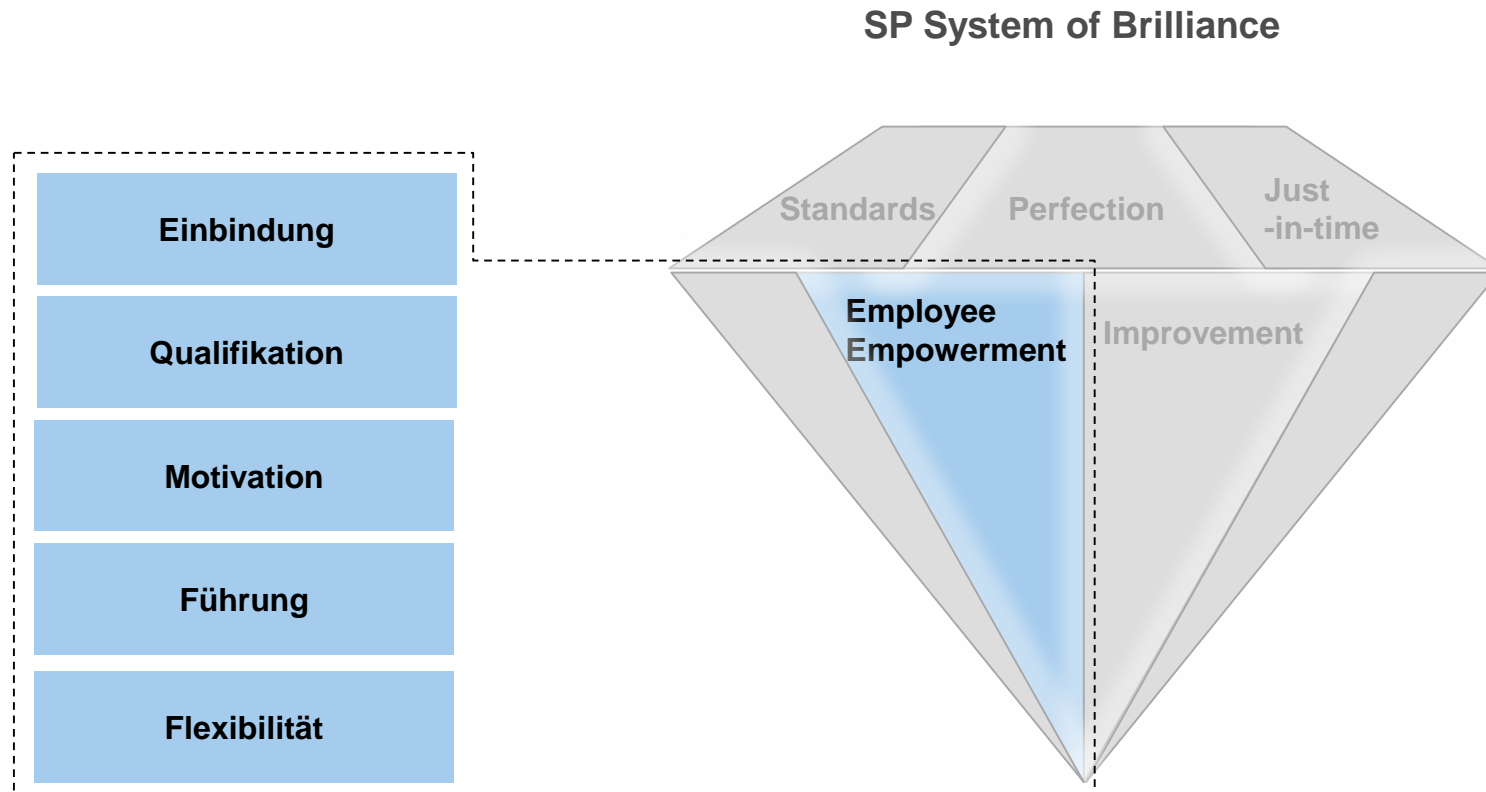 SP System of Brilliance
Einbindung
Qualifikation
Motivation
Führung
Flexibilität
Standards
Perfection
Just
-in-time
Employee
Empowerment
Improvement